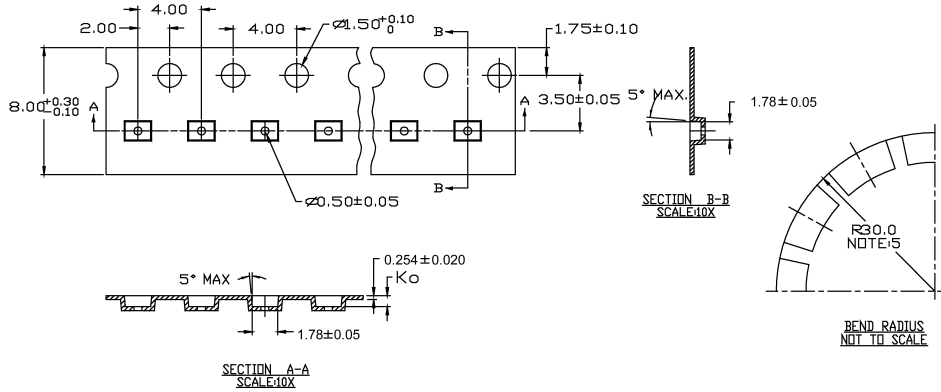 4.00
2.00
4.00
⌀1.50 +0.10 0
B
1.75±0.10
8.00 +0.30 -0.10
A
A
3.50±0.05
B
⌀0.50±0.05
5° MAX.
1.78±0.05
SECTION B-B
SCALE:10X
R30.0
NOTE:5
5° MAX
0.254±0.020
Ko
1.78±0.05
SECTION A-A
SCALE:10X
BEND RADIUS
NOT TO SCALE